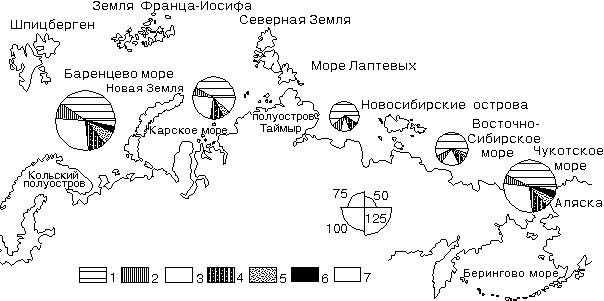 Земля Франца-Иосифа
Шпицберген
Северная Земля
Баренцево море
Новая Земля
Море Лаптевых
Карское море
полуостров
Таймыр
Новосибирские острова
Восточно-
Сибирское
море
Чукотское
море
Кольский
полуостров
Аляска
75
50
100
125
Берингово море
1
2
3
4
5
6
7